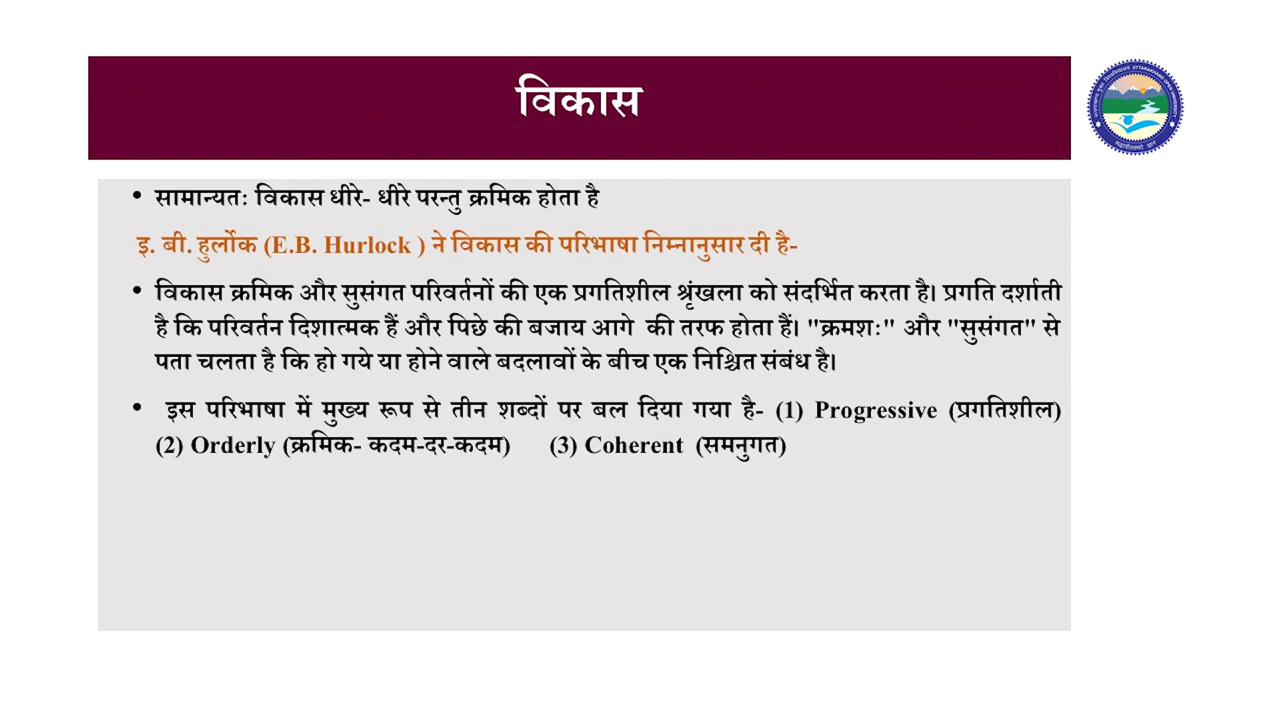 विकास
• सामान्यतः विकास धीरे- धीरे परन्तु क्रमिक होता है
इ. बी. हुर्लोक (E.B. Hurlock ) ने विकास की परिभाषा निम्नानुसार दी है-
• विकास क्रमिक और सुसंगत परिवर्तनों की एक प्रगतिशील श्रृंखला को संदर्भित करता है। प्रगति दर्शाती
है कि परिवर्तन दिशात्मक हैं और पिछे की बजाय आगे की तरफ होता हैं। "क्रमशः" और "सुसंगत" से
पता चलता है कि हो गये या होने वाले बदलावों के बीच एक निश्चित संबंध है।
• इस परिभाषा में मुख्य रूप से तीन शब्दों पर बल दिया गया है- (1) Progressive (प्रगतिशील)
(2) Orderly (क्रमिक- कदम-दर-कदम) (3) Coherent (समनुगत)